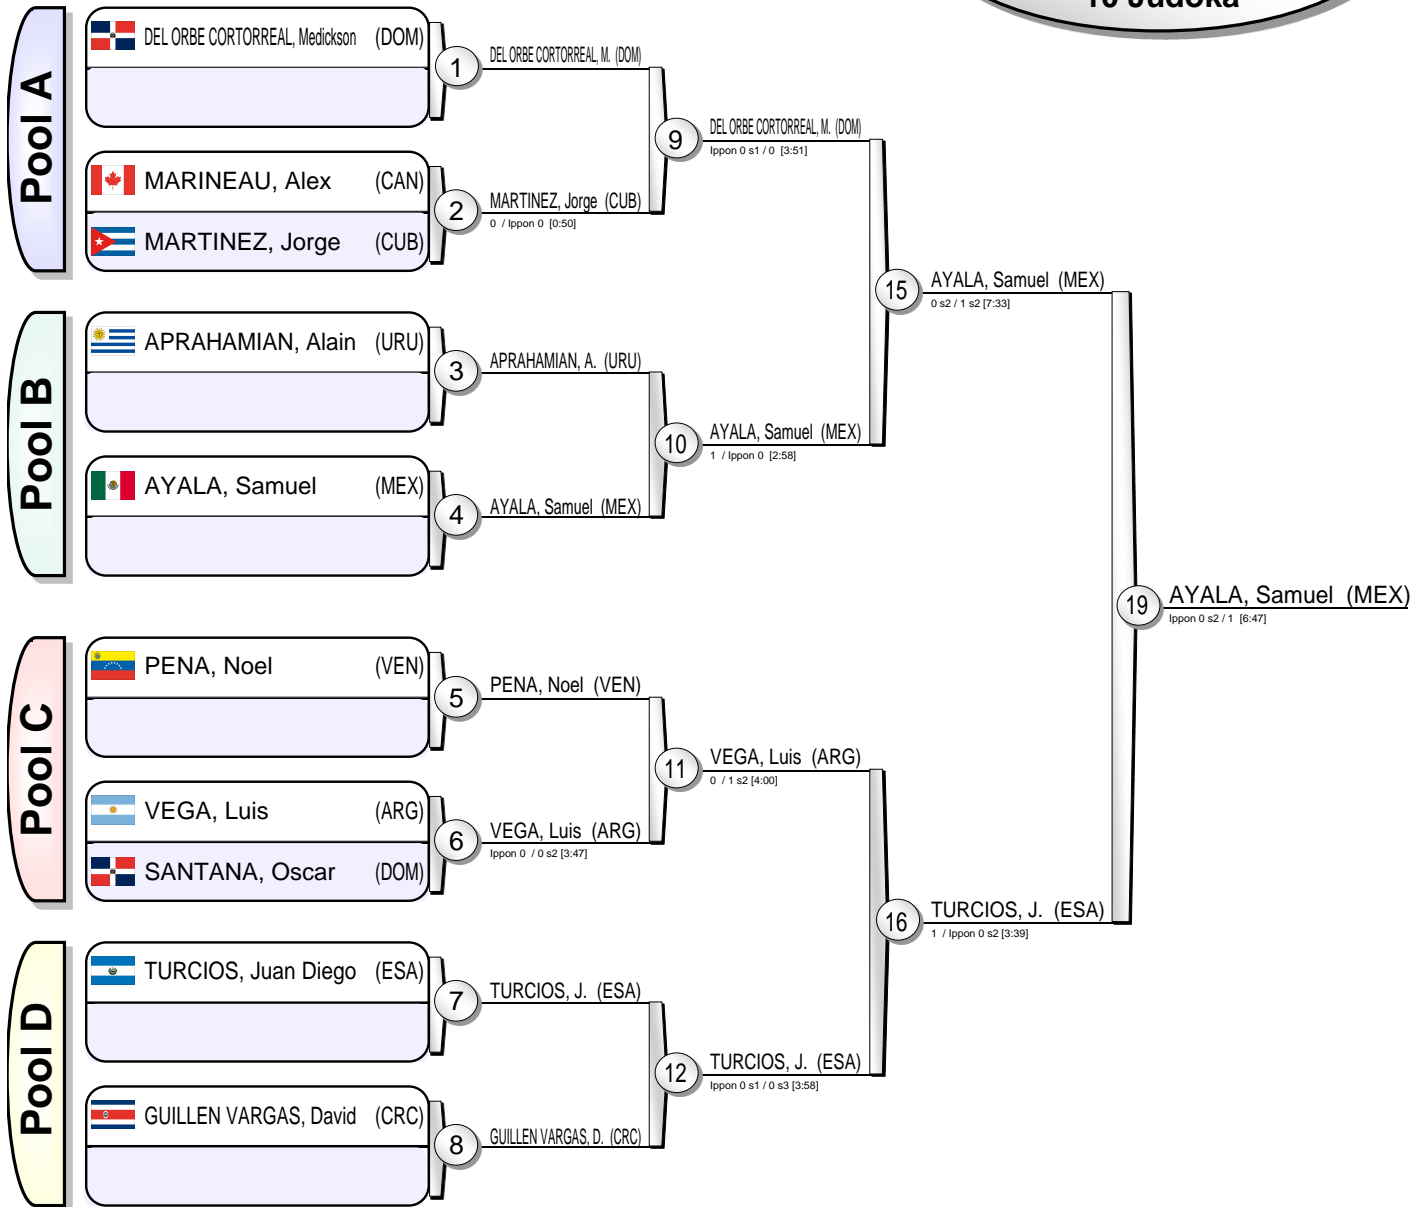 10 Judoka
Pool A
DEL ORBE CORTORREAL, Medickson (DOM)
1
DEL ORBE CORTORREAL, M. (DOM)
MARINEAU, Alex (CAN)
MARTINEZ, Jorge (CUB)
2
MARTINEZ, Jorge (CUB)
0 / Ippon 0 [0:50]
9
DEL ORBE CORTORREAL, M. (DOM)
Ippon 0 s1 / 0 [3:51]
Pool B
APRAHAMIAN, Alain (URU)
3
APRAHAMIAN, A. (URU)
AYALA, Samuel (MEX)
4
AYALA, Samuel (MEX)
10
AYALA, Samuel (MEX)
1 / Ippon 0 [2:58]
15
AYALA, Samuel (MEX)
0 s2 / 1 s2 [7:33]
Pool C
PENA, Noel (VEN)
5
PENA, Noel (VEN)
VEGA, Luis (ARG)
SANTANA, Oscar (DOM)
6
VEGA, Luis (ARG)
Ippon 0 / 0 s2 [3:47]
11
VEGA, Luis (ARG)
0 / 1 s2 [4:00]
Pool D
TURCIOS, Juan Diego (ESA)
7
TURCIOS, J. (ESA)
GUILLEN VARGAS, David (CRC)
8
GUILLEN VARGAS, D. (CRC)
12
TURCIOS, J. (ESA)
Ippon 0 s1 / 0 s3 [3:58]
16
TURCIOS, J. (ESA)
1 / Ippon 0 s2 [3:39]
19
AYALA, Samuel (MEX)
Ippon 0 s2 / 1 [6:47]